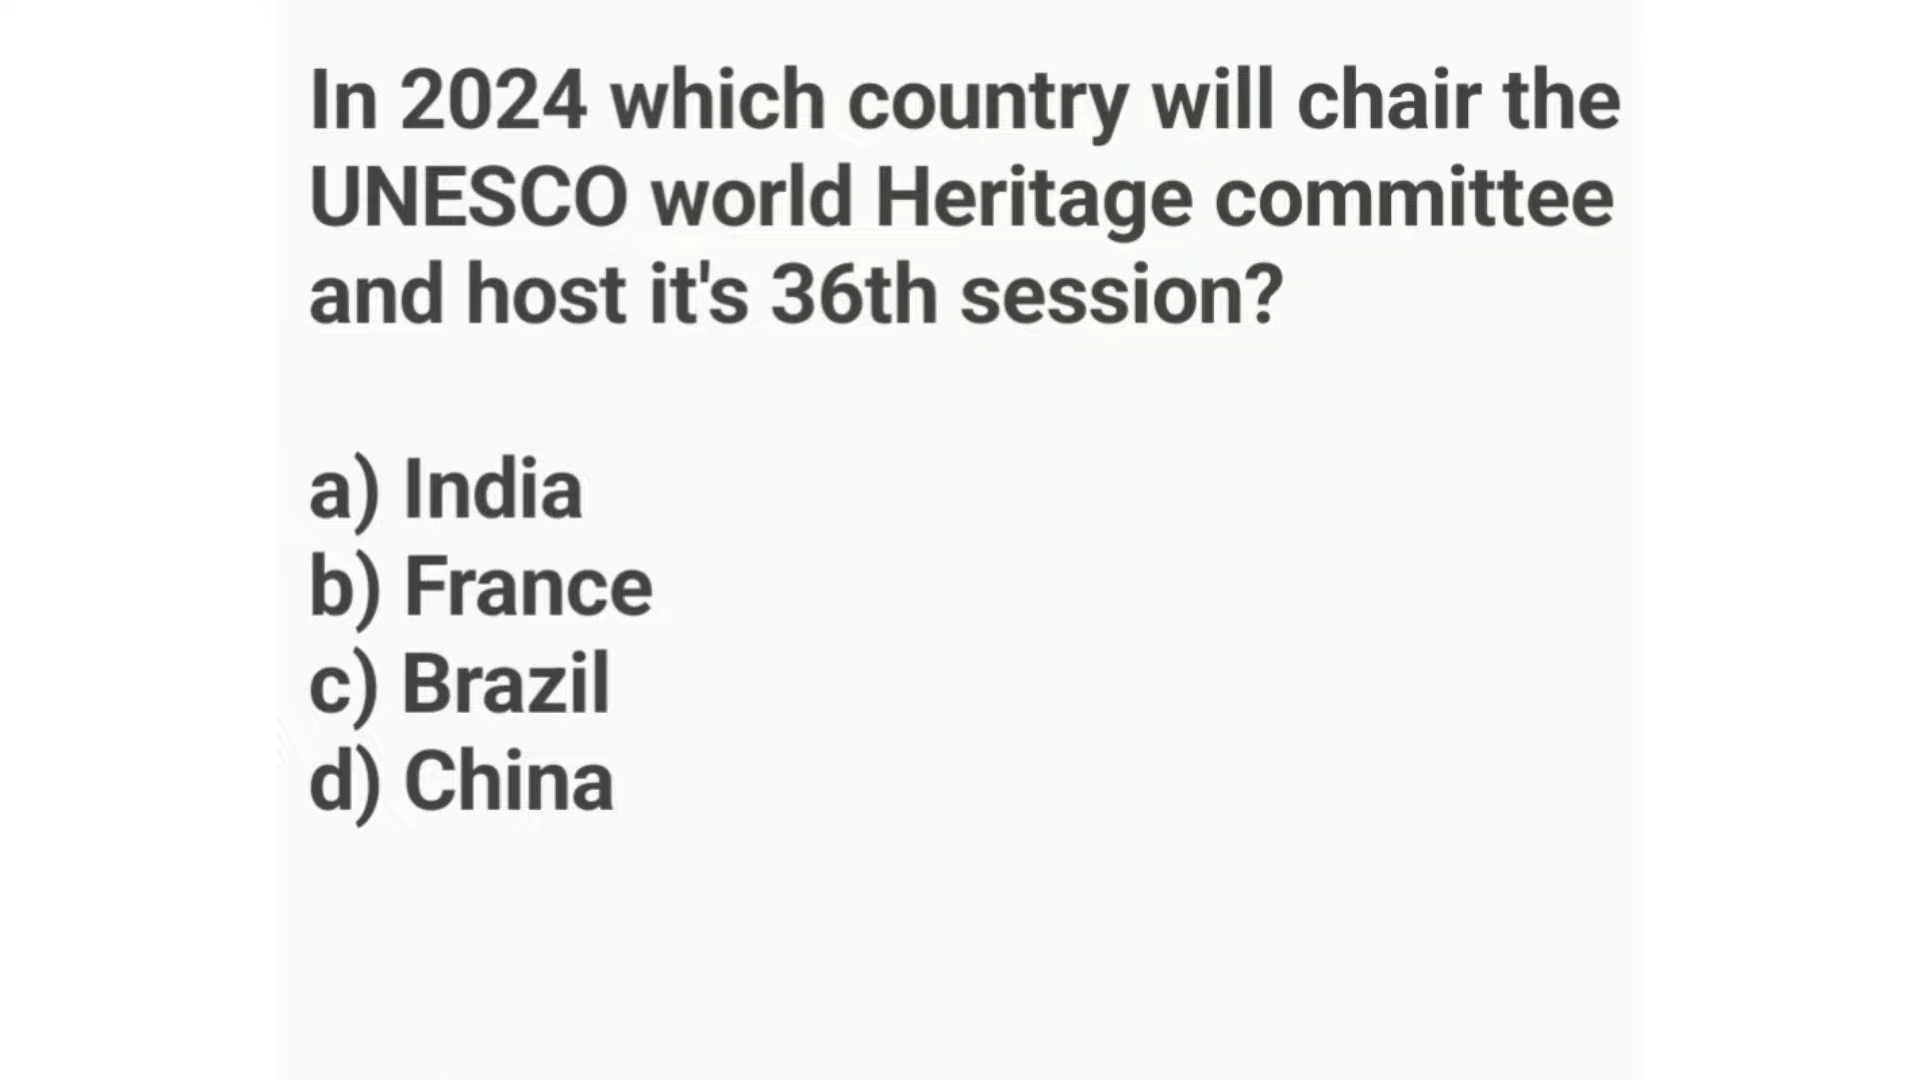 In 2024 which country will chair the
UNESCO world Heritage committee
and host it's 36th session?
a) India
b) France
c) Brazil
d) China